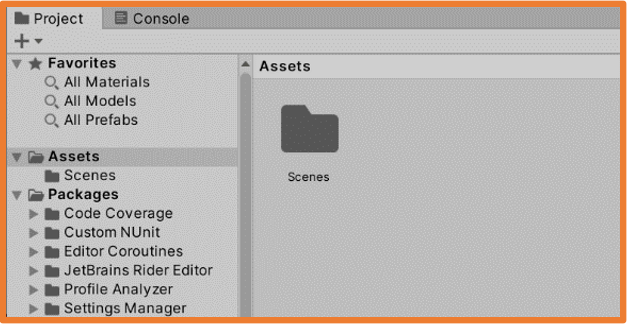 Project
Console
Favorites
All Materials
All Models
All Prefabs
Assets
Scenes
Packages
Code Coverage
Custom NUnit
Editor Coroutines
JetBrains Rider Editor
Profile Analyzer
Settings Manager
Assets
Scenes